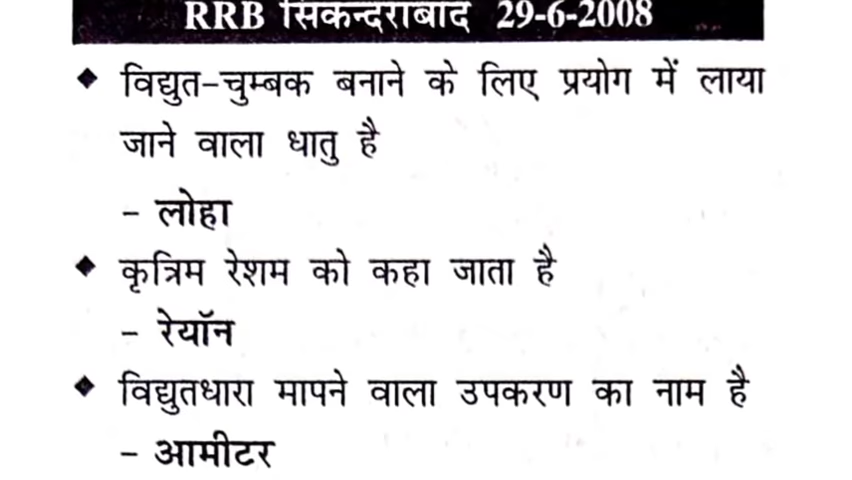 RRB सिकन्दराबाद 29-6-2008
◆ विद्युत-चुम्बक बनाने के लिए प्रयोग में लाया
जाने वाला धातु है
– लोहा
◆ कृत्रिम रेशम को कहा जाता है
– रेयॉन
◆ विद्युतधारा मापने वाला उपकरण का नाम है
– आमीटर